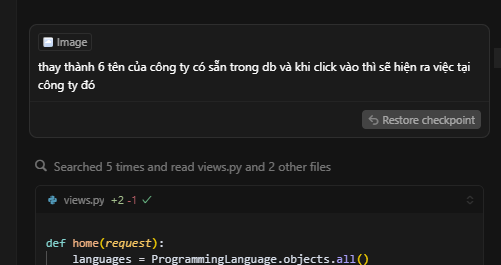 Image
thay thành 6 tên của công ty có sẵn trong db và khi click vào thì sẽ hiện ra việc tại
công ty đó
Restore checkpoint
Searched 5 times and read views.py and 2 other files
views.py +2 -1
def home(request):
languages = ProgrammingLanguage.objects.all()